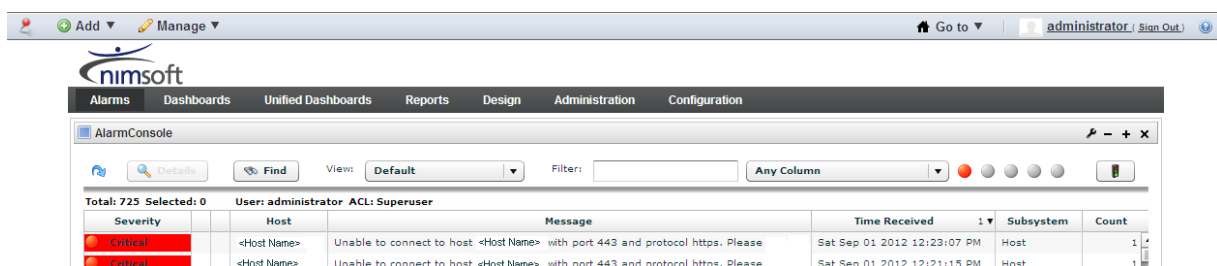 Add ▼ Manage ▼ Go to ▼ administrator ( Sign Out )
nimsoft
Alarms Dashboards Unified Dashboards Reports Design Administration Configuration
AlarmConsole
Details Find View: Default Filter: Any Column
Total: 725 Selected: 0 User: administrator ACL: Superuser
Severity Host Message Time Received 1 ▼ Subsystem Count
Critical <Host Name> Unable to connect to host <Host Name> with port 443 and protocol https. Please Sat Sep 01 2012 12:23:07 PM Host 1
Critical <Host Name> Unable to connect to host <Host Name> with port 443 and protocol https. Please Sat Sep 01 2012 12:21:15 PM Host 1